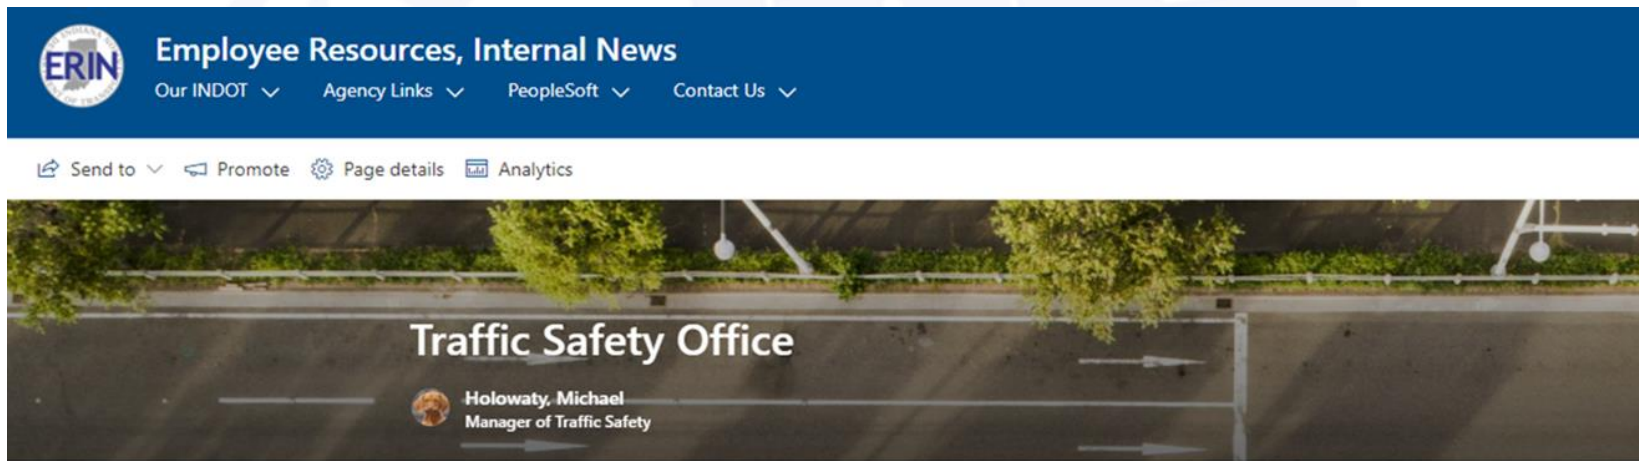 ERIN
Employee Resources, Internal News
Our INDOT
Agency Links
PeopleSoft
Contact Us
Send to
Promote
Page details
Analytics
Traffic Safety Office
Holowaty, Michael
Manager of Traffic Safety